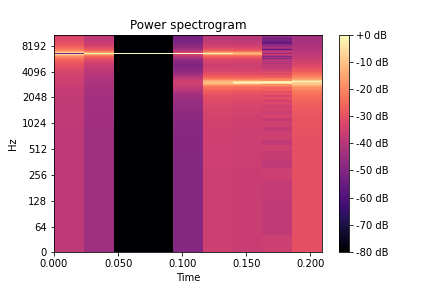 Power spectrogram
8192
4096
2048
1024
512
256
128
64
0
Hz
0.000 0.050 0.100 0.150 0.200
Time
+0 dB
-10 dB
-20 dB
-30 dB
-40 dB
-50 dB
-60 dB
-70 dB
-80 dB